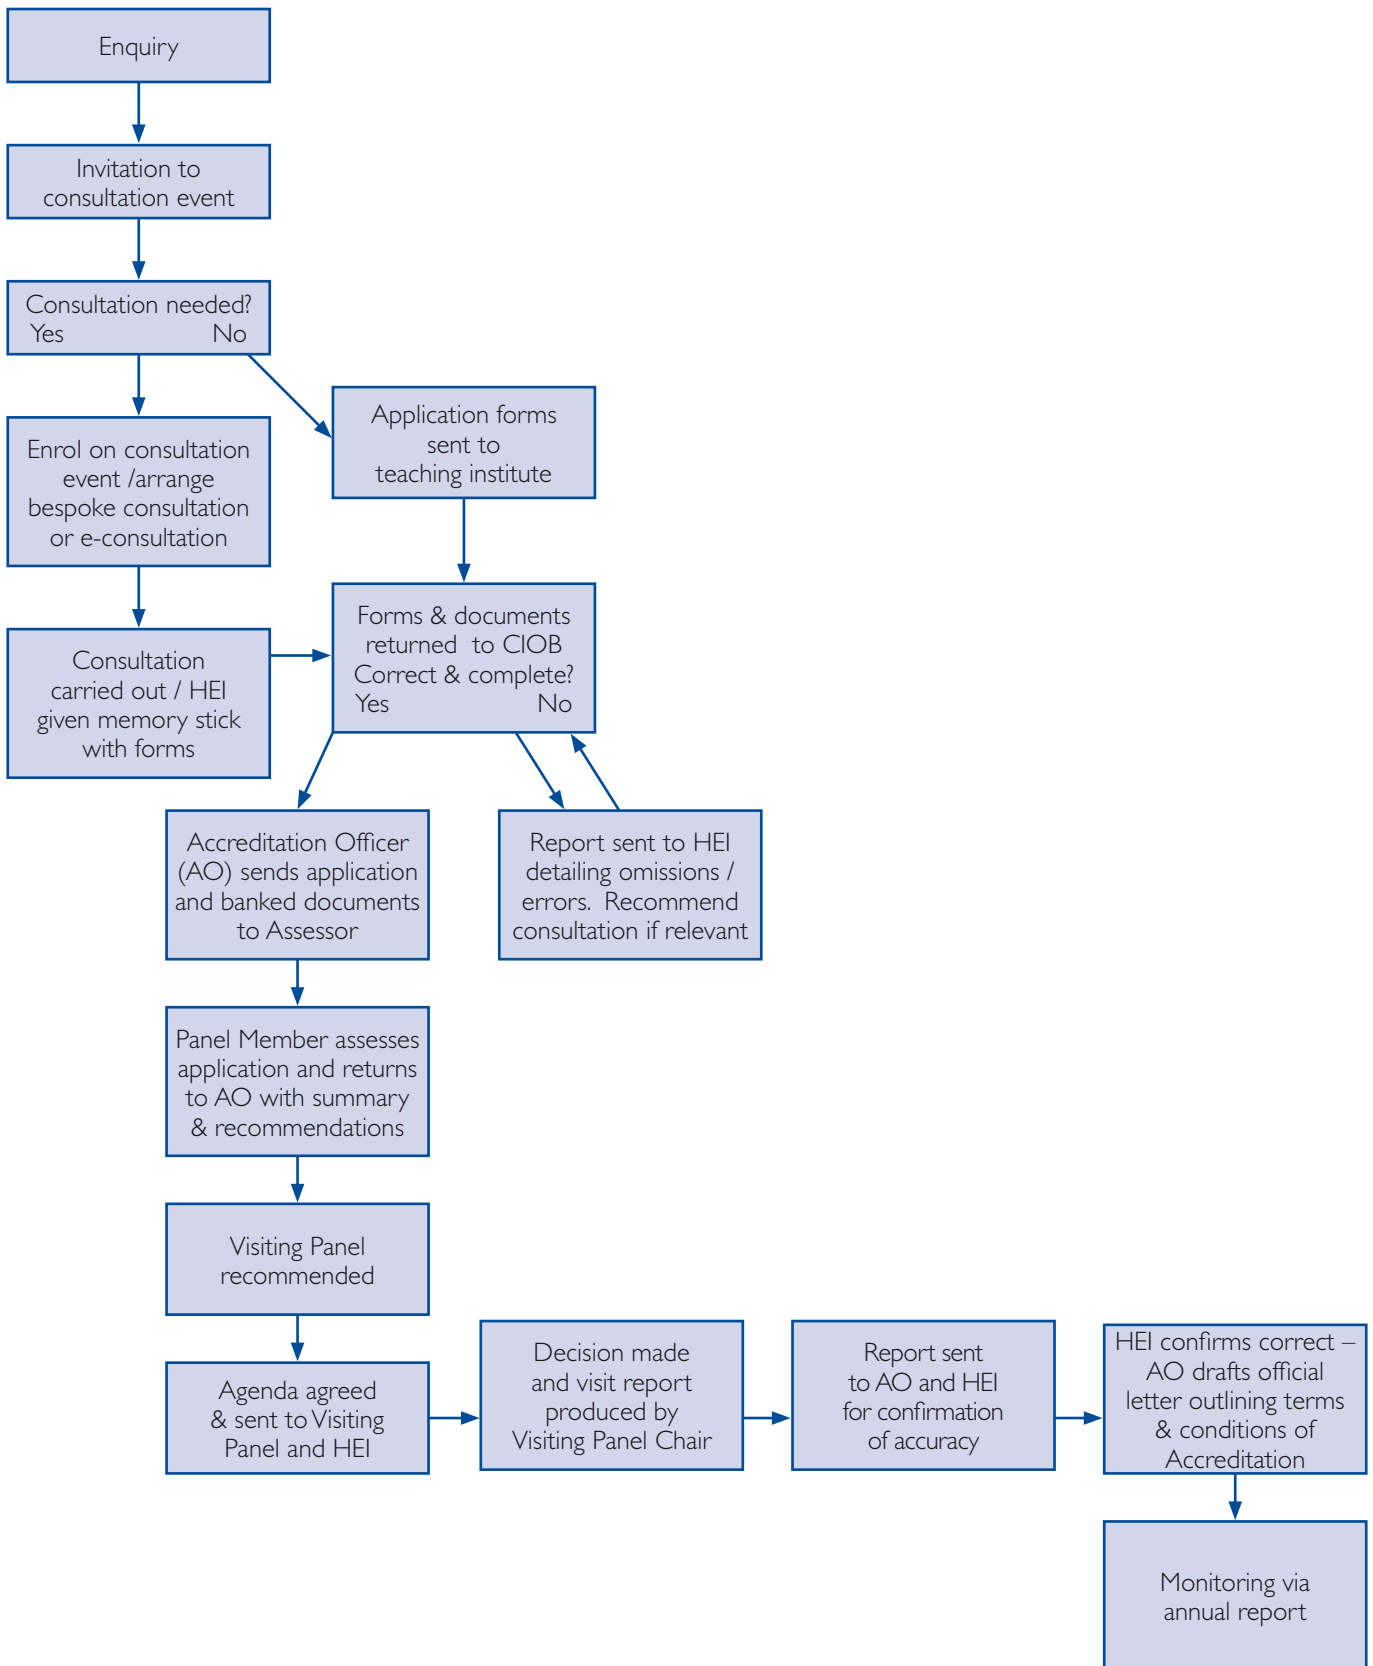 Enquiry
Invitation to
consultation event
Consultation needed?
Yes No
Enrol on consultation
event /arrange
bespoke consultation
or e-consultation
Application forms
sent to
teaching institute
Consultation
carried out / HEI
given memory stick
with forms
Forms & documents
returned to CIOB
Correct & complete?
Yes No
Accreditation Officer
(AO) sends application
and banked documents
to Assessor
Report sent to HEI
detailing omissions /
errors. Recommend
consultation if relevant
Panel Member assesses
application and returns
to AO with summary
& recommendations
Visiting Panel
recommended
Agenda agreed
& sent to Visiting
Panel and HEI
Decision made
and visit report
produced by
Visiting Panel Chair
Report sent
to AO and HEI
for confirmation
of accuracy
HEI confirms correct –
AO drafts official
letter outlining terms
& conditions of
Accreditation
Monitoring via
annual report